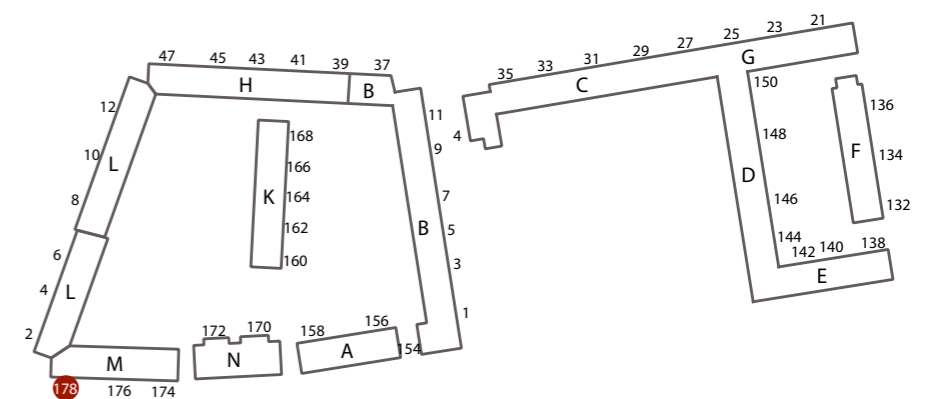 47 45 43 41 39 37
H B
12
10 L
8
6
4 L
2
168
166
K 164
162
160
11
9
7
B 5
3
1
172 170
N
158 156
A 154
M
178 176 174
35 33 31 29 27 25 23 21
C G
4
150
148
D
146
144
142 140 138
E
136
F 134
132